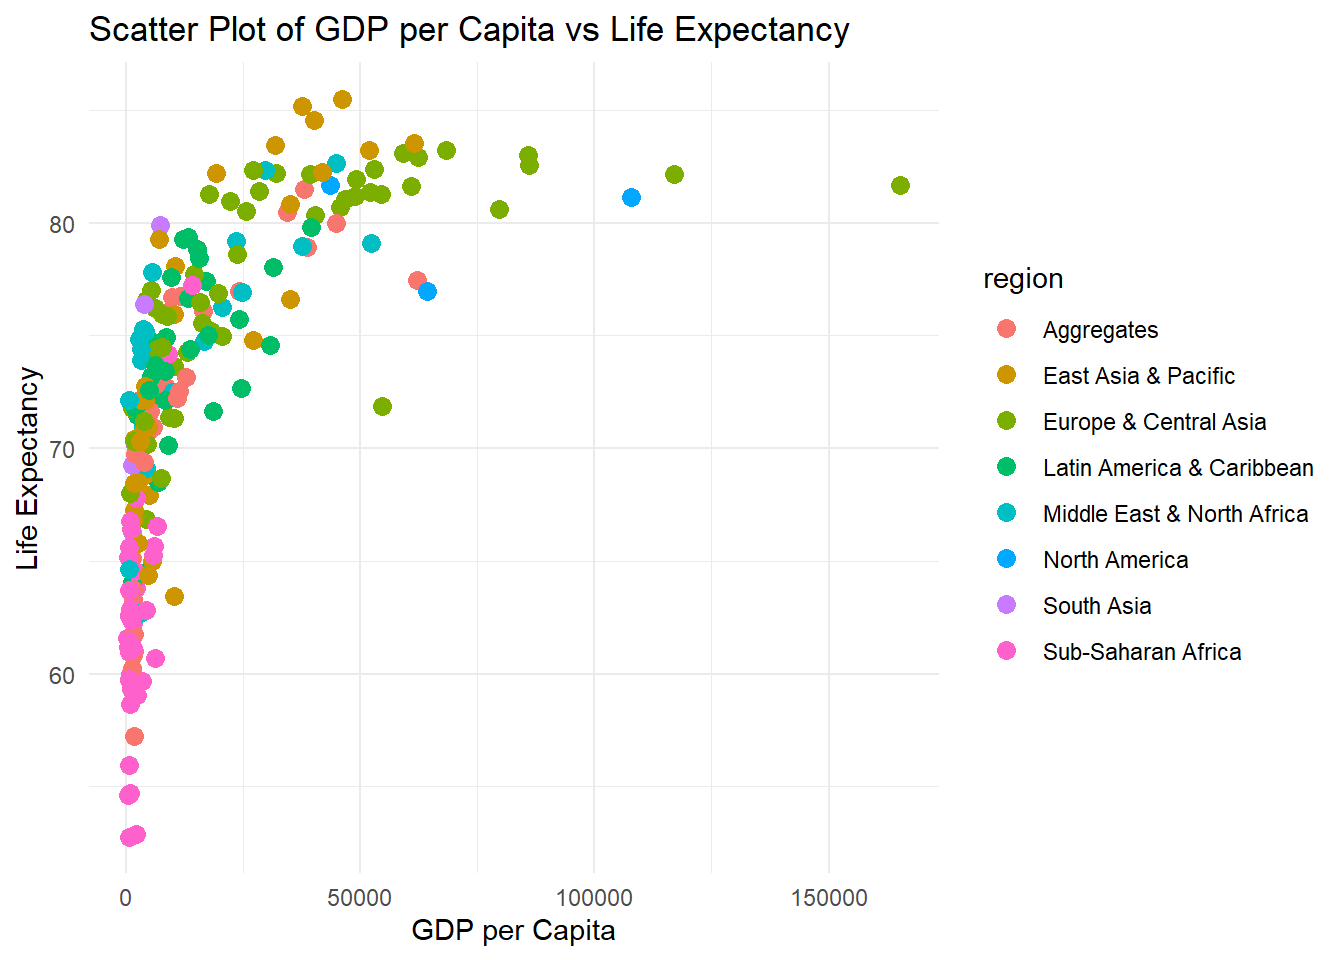 Scatter Plot of GDP per Capita vs Life Expectancy
Life Expectancy
80
70
60
0
50000
100000
150000
GDP per Capita
region
Aggregates
East Asia & Pacific
Europe & Central Asia
Latin America & Caribbean
Middle East & North Africa
North America
South Asia
Sub-Saharan Africa